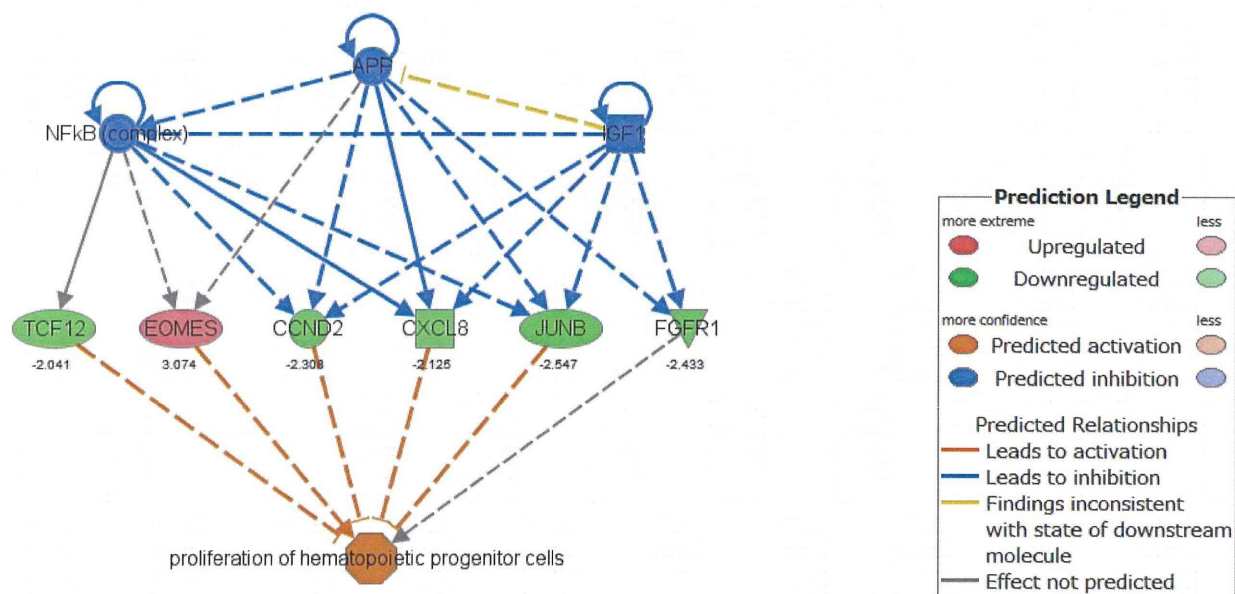 APP
NFkB (complex)
IGF1
TCF12
EOMES
CCND2
CXCL8
JUNB
FGFR1
-2.041
3.074
-2.308
-2.125
-2.547
-2.433
proliferation of hematopoietic progenitor cells
Prediction Legend
more extreme less
Upregulated
Downregulated
more confidence less
Predicted activation
Predicted inhibition
Predicted Relationships
Leads to activation
Leads to inhibition
Findings inconsistent
with state of downstream
molecule
Effect not predicted